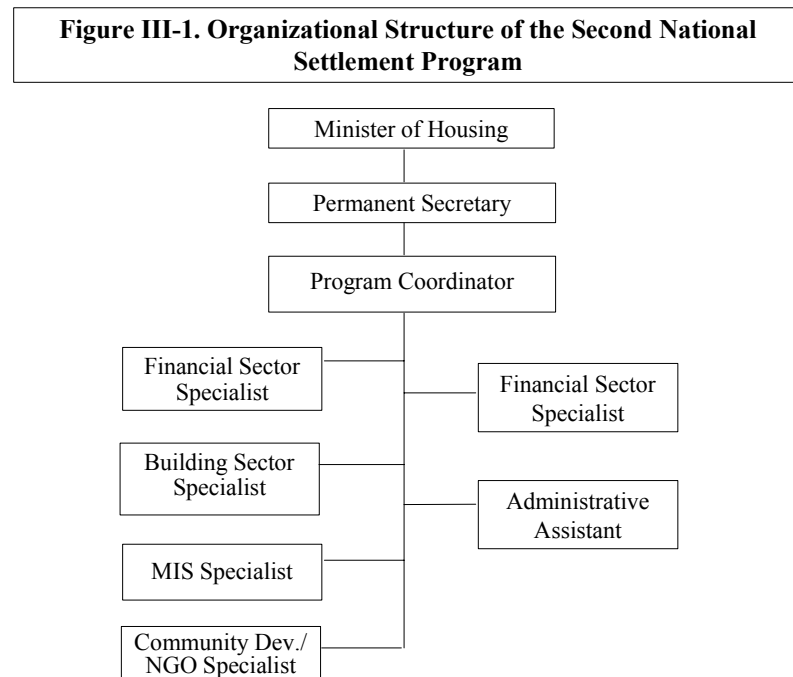 Figure III-1. Organizational Structure of the Second National
Settlement Program
Minister of Housing
Permanent Secretary
Program Coordinator
Financial Sector
Specialist
Financial Sector
Specialist
Building Sector
Specialist
Administrative
Assistant
MIS Specialist
Community Dev./
NGO Specialist